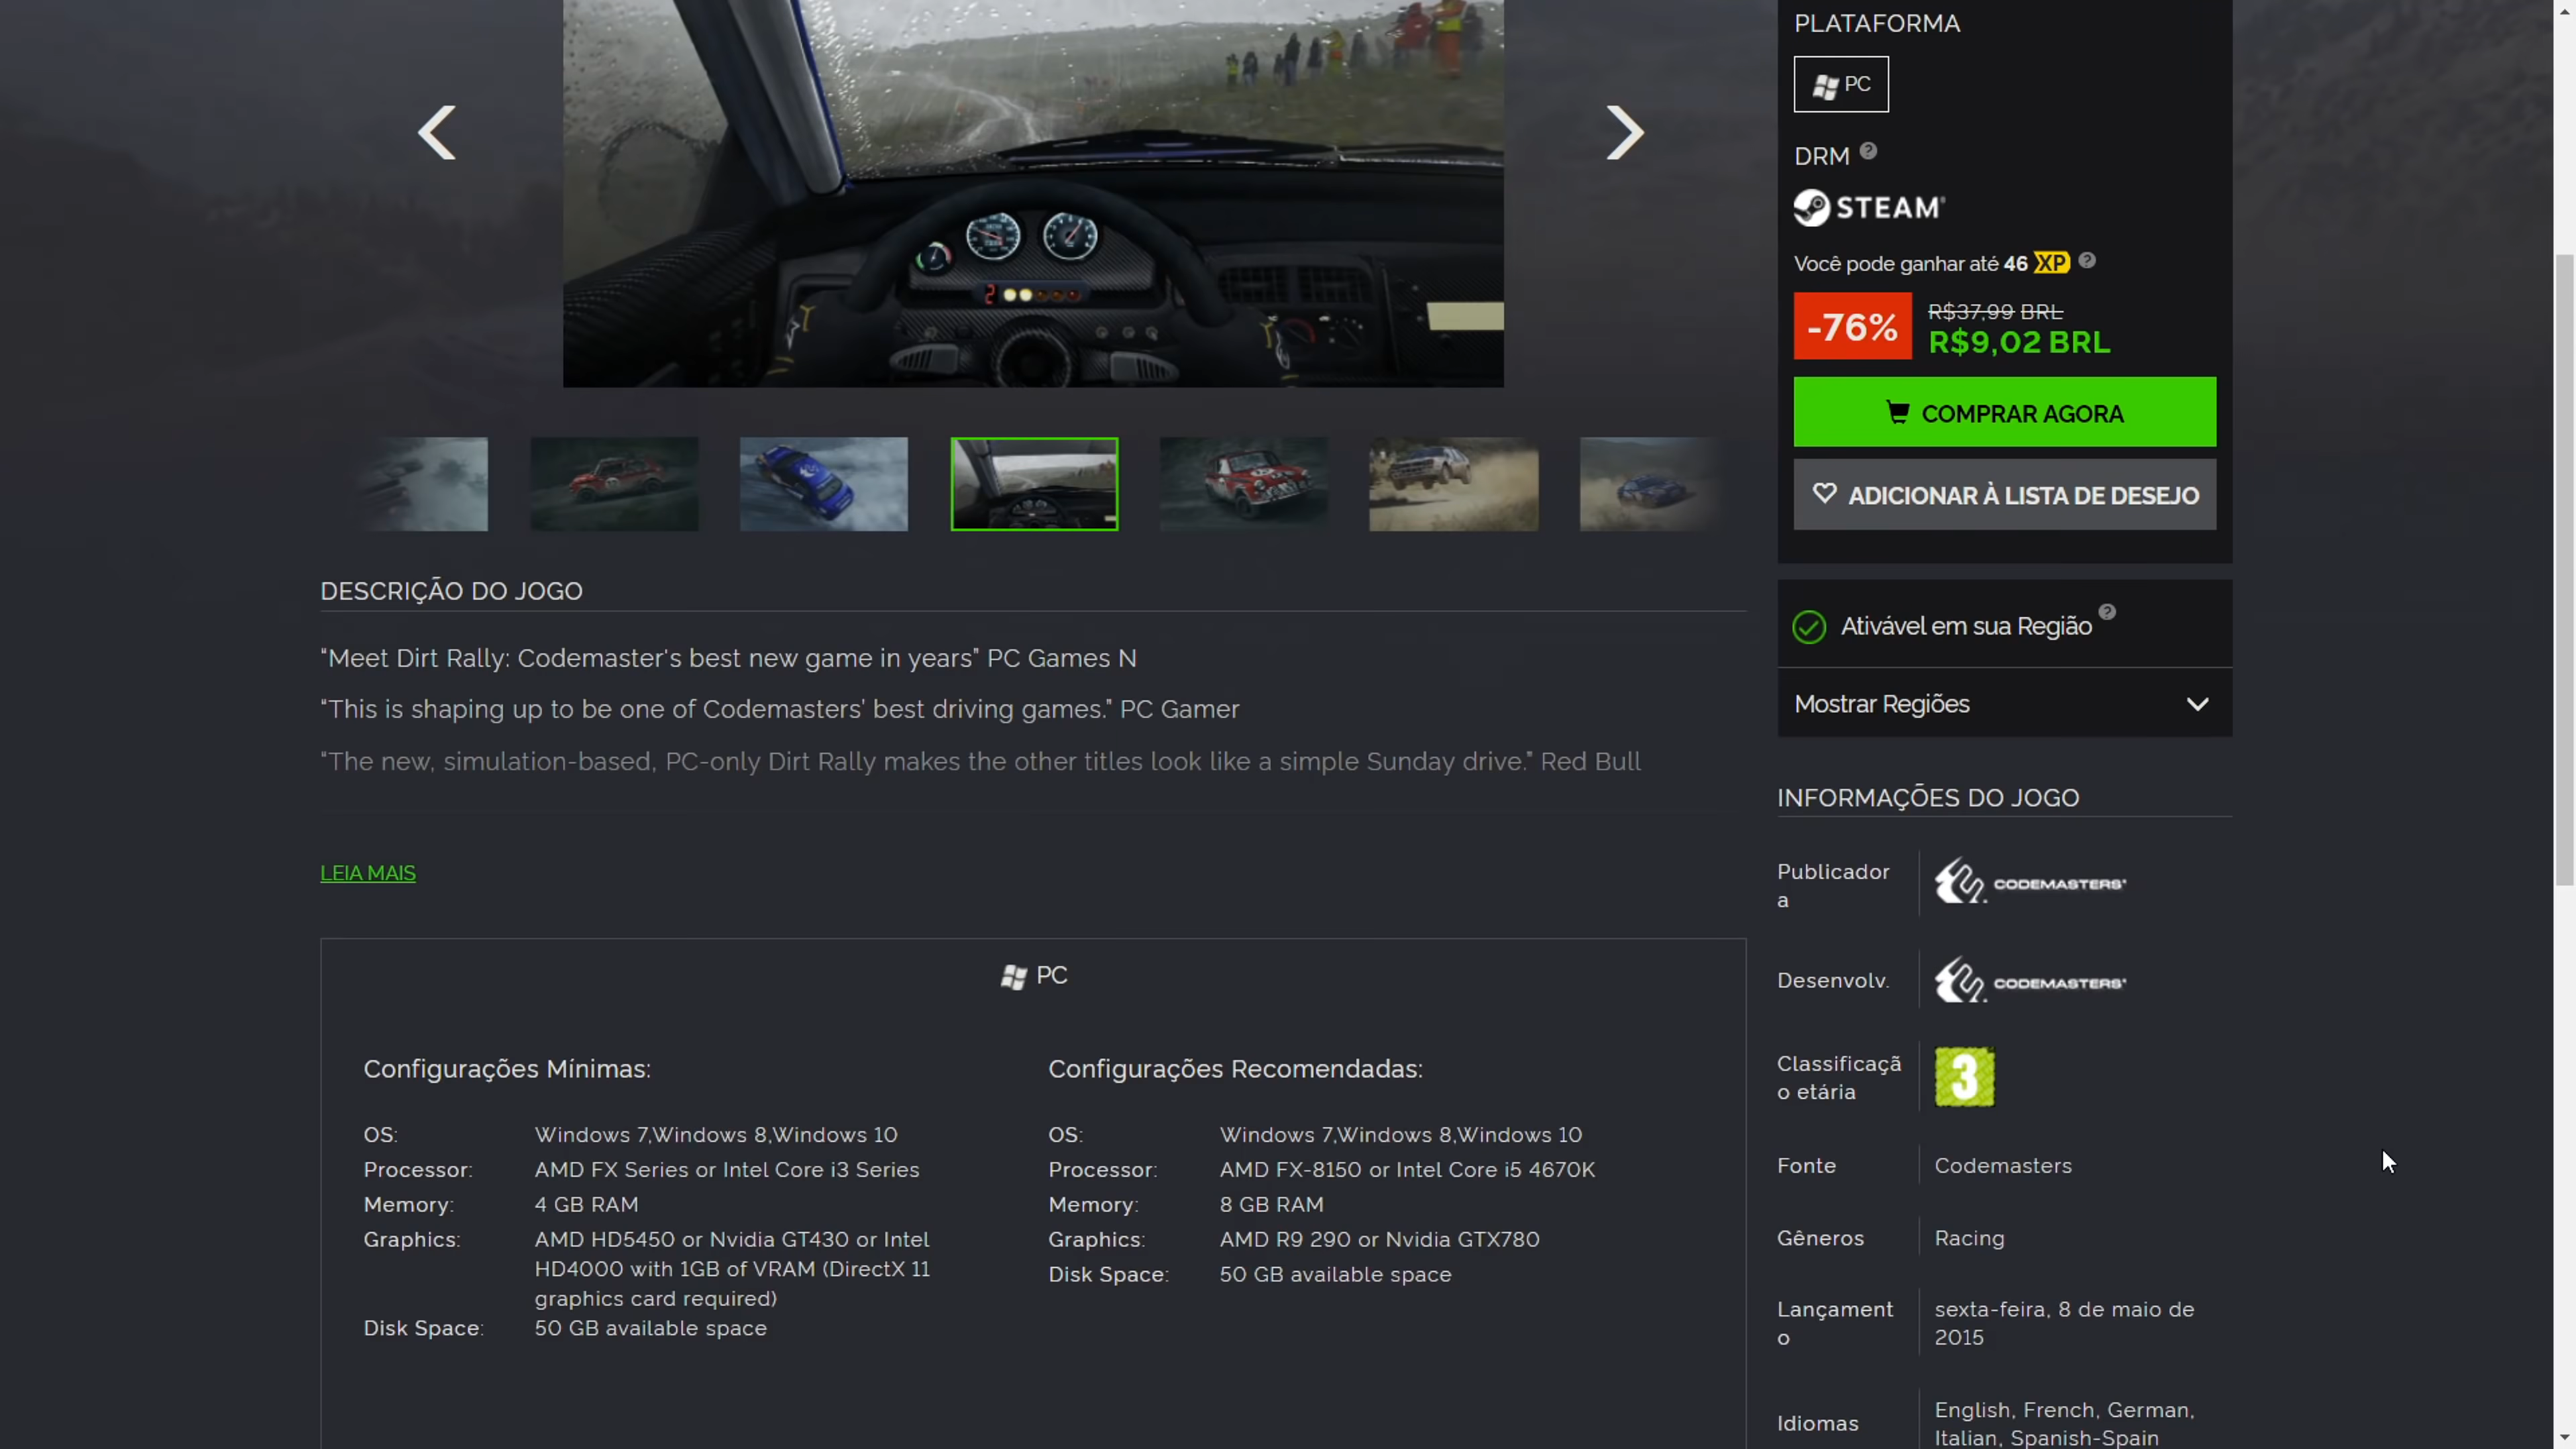 PLATAFORMA
PC
DRM ?
STEAM®
Você pode ganhar até 46 XP ?
-76%
R$37,99 BRL
R$9,02 BRL
COMPRAR AGORA
ADICIONAR À LISTA DE DESEJO
Ativável em sua Região ?
Mostrar Regiões
DESCRIÇÃO DO JOGO
“Meet Dirt Rally: Codemaster's best new game in years” PC Games N
“This is shaping up to be one of Codemasters’ best driving games.” PC Gamer
“The new, simulation-based, PC-only Dirt Rally makes the other titles look like a simple Sunday drive.” Red Bull
LEIA MAIS
PC
Configurações Mínimas:
OS: Windows 7,Windows 8,Windows 10
Processor: AMD FX Series or Intel Core i3 Series
Memory: 4 GB RAM
Graphics: AMD HD5450 or Nvidia GT430 or Intel
HD4000 with 1GB of VRAM (DirectX 11
graphics card required)
Disk Space: 50 GB available space
Configurações Recomendadas:
OS: Windows 7,Windows 8,Windows 10
Processor: AMD FX-8150 or Intel Core i5 4670K
Memory: 8 GB RAM
Graphics: AMD R9 290 or Nvidia GTX780
Disk Space: 50 GB available space
INFORMAÇÕES DO JOGO
Publicador
a
CODEMASTERS®
Desenvolv.
CODEMASTERS®
Classificaçã
o etária
3
Fonte Codemasters
Gêneros Racing
Lançament
o
sexta-feira, 8 de maio de
2015
Idiomas
English, French, German,
Italian, Spanish-Spain